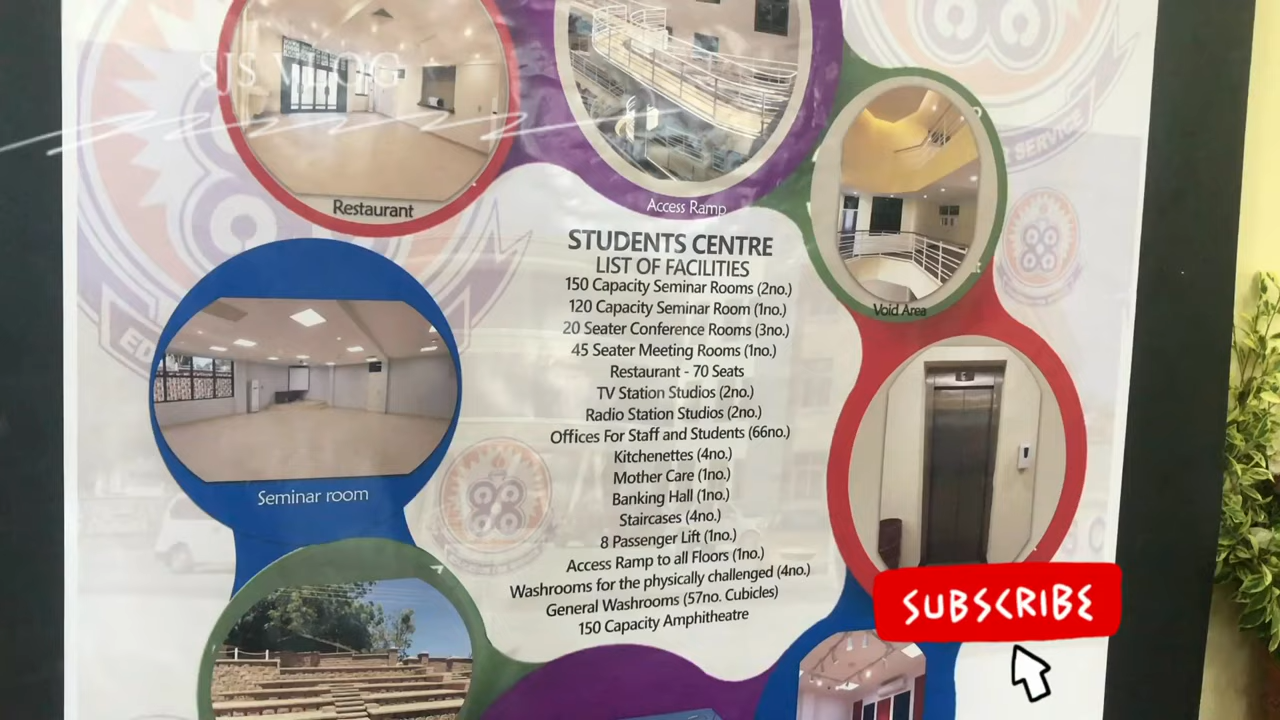 SJS VLOG
Restaurant
Access Ramp
Void Area
STUDENTS CENTRE
LIST OF FACILITIES
150 Capacity Seminar Rooms (2no.)
120 Capacity Seminar Room (1no.)
20 Seater Conference Rooms (3no.)
45 Seater Meeting Rooms (1no.)
Restaurant - 70 Seats
TV Station Studios (2no.)
Radio Station Studios (2no.)
Offices For Staff and Students (66no.)
Kitchenettes (4no.)
Mother Care (1no.)
Banking Hall (1no.)
Staircases (4no.)
8 Passenger Lift (1no.)
Access Ramp to all Floors (1no.)
Washrooms for the physically challenged (4no.)
General Washrooms (57no. Cubicles)
150 Capacity Amphitheatre
Seminar room
SERVICE
SUBSCRIBE